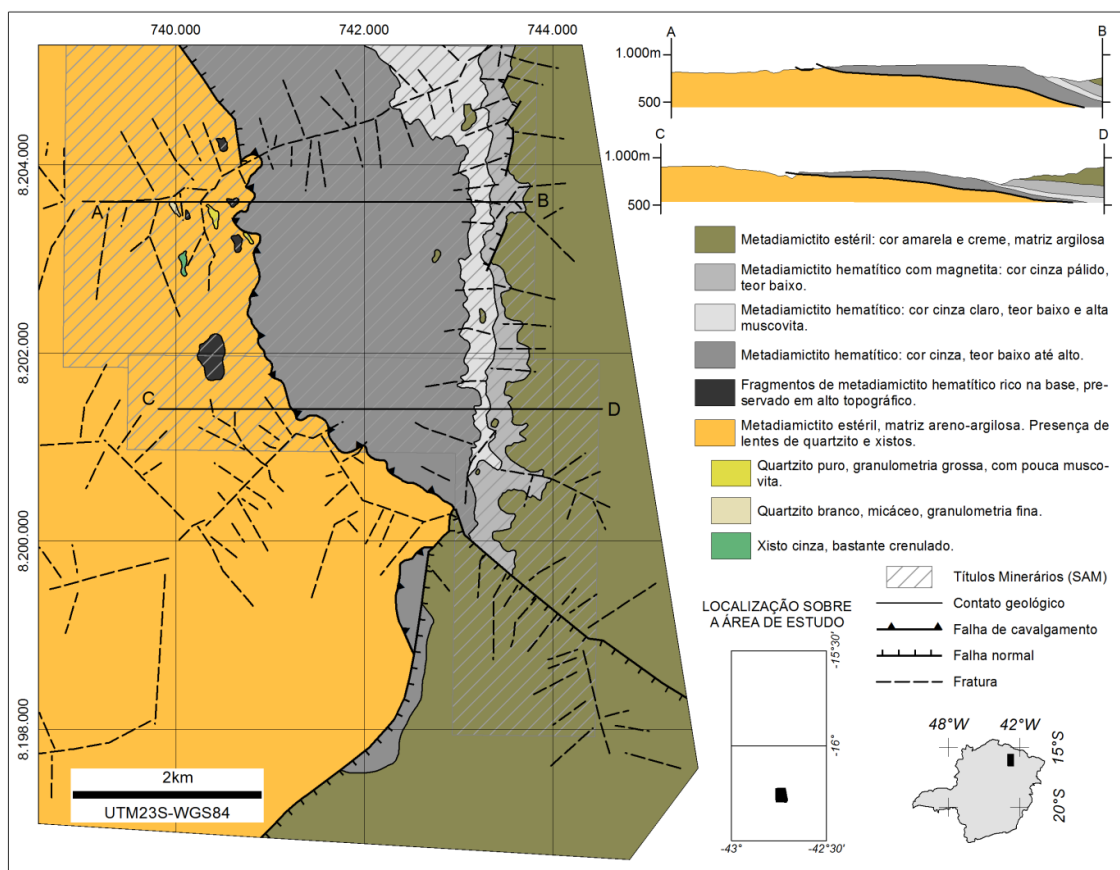 740.000
742.000
744.000
8.204.000
8.202.000
8.200.000
8.198.000
A
B
C
D
2km
UTM23S-WGS84
A
B
1.000m
1.000m
500
500
C
D
1.000m
1.000m
500
500
Metadiamictito estéril: cor amarela e creme, matriz argilosa
Metadiamictito hematítico com magnetita: cor cinza pálido,
teor baixo.
Metadiamictito hematítico: cor cinza claro, teor baixo e alta
muscovita.
Metadiamictito hematítico: cor cinza, teor baixo até alto.
Fragmentos de metadiamictito hematítico rico na base, pre-
servado em alto topográfico.
Metadiamictito estéril, matriz areno-argilosa. Presença de
lentes de quartzito e xistos.
Quartzito puro, granulometria grossa, com pouca musco-
vita.
Quartzito branco, micáceo, granulometria fina.
Xisto cinza, bastante crenulado.
Títulos Minerários (SAM)
Contato geológico
Falha de cavalgamento
Falha normal
Fratura
LOCALIZAÇÃO SOBRE
A ÁREA DE ESTUDO
-15°30'
-16°
-43°
-42°30'
48°W
42°W
15°S
20°S